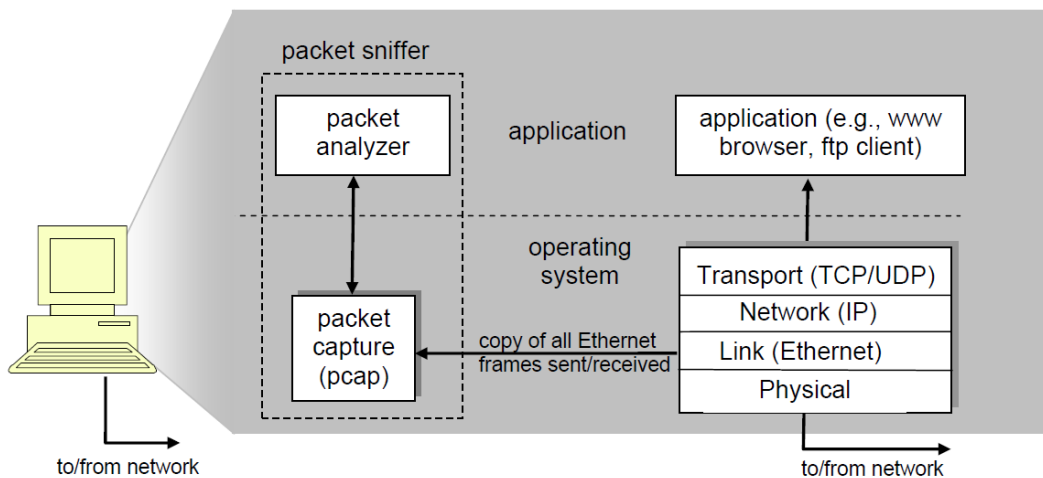 packet sniffer
packet
analyzer
application
application (e.g., www
browser, ftp client)
operating
system
packet
capture
(pcap)
copy of all Ethernet
frames sent/received
Transport (TCP/UDP)
Network (IP)
Link (Ethernet)
Physical
to/from network
to/from network